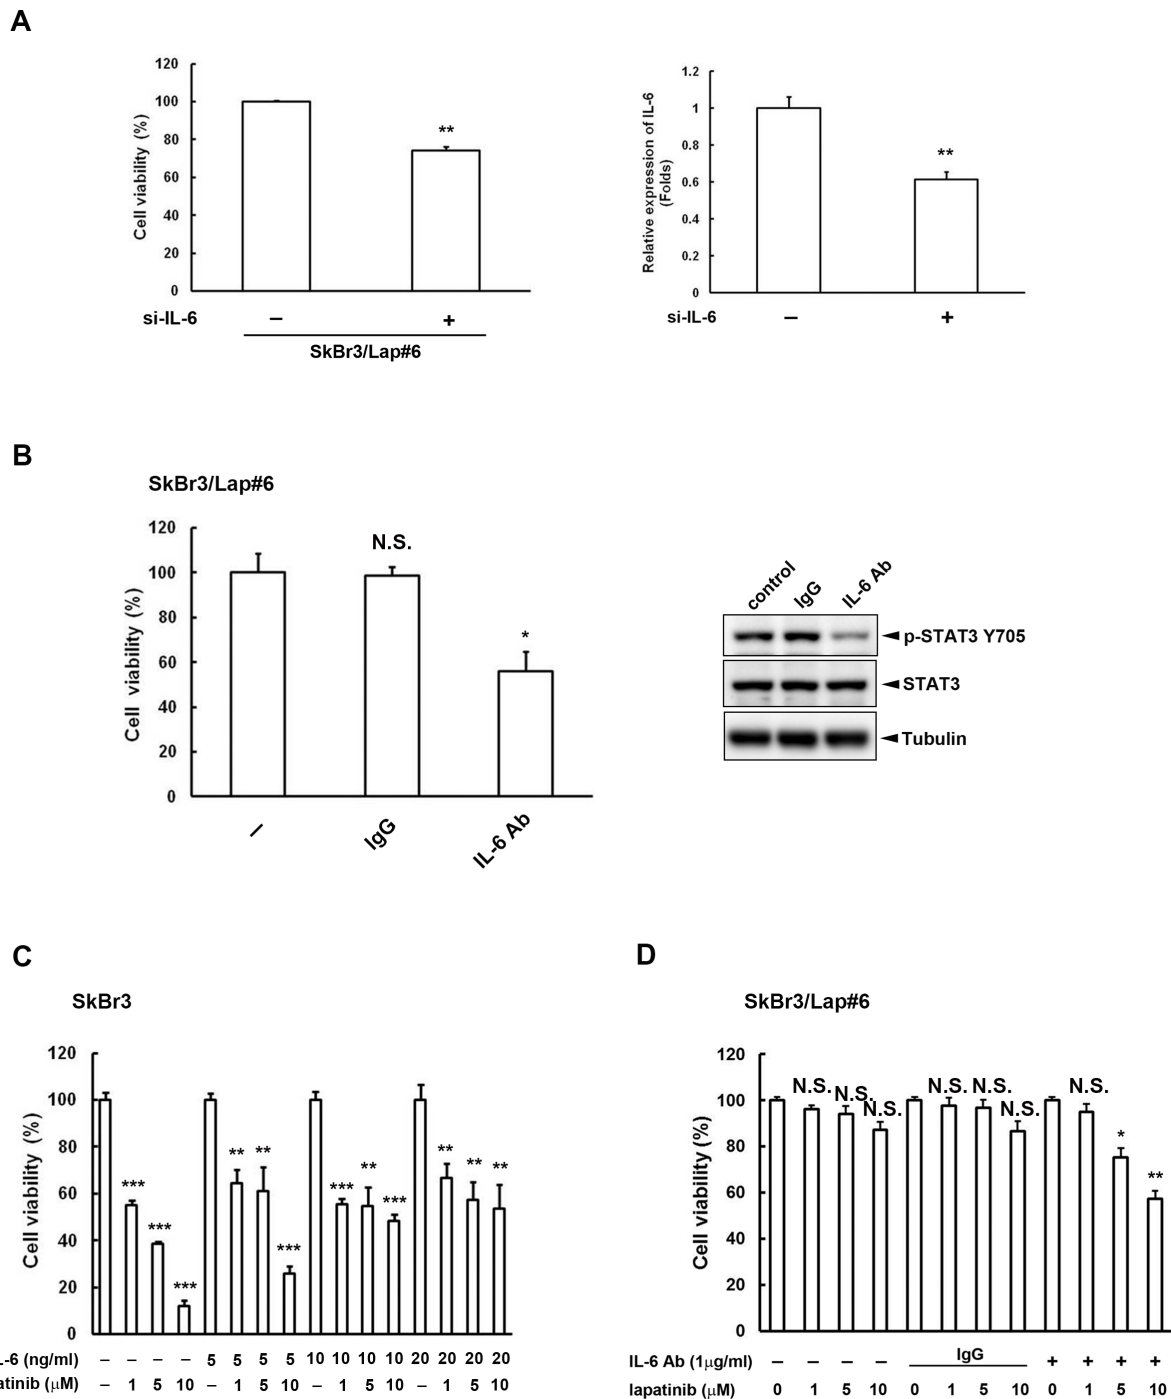 A
120
100
80
60
40
20
0
Cell viability (%)
**
si-IL-6 – +
SkBr3/Lap#6
1.2
1
0.8
0.6
0.4
0.2
0
Relative expression of IL-6
(Folds)
**
si-IL-6 – +
B
SkBr3/Lap#6
120
100
80
60
40
20
0
Cell viability (%)
N.S.
*
– IgG IL-6 Ab
control IgG IL-6 Ab
p-STAT3 Y705
STAT3
Tubulin
C
SkBr3
120
100
80
60
40
20
0
Cell viability (%)
*** *** *** ** ** *** *** ** *** ** ** **
L-6 (ng/ml) – – – – 5 5 5 5 10 10 10 10 20 20 20 20
atinib (μM) – 1 5 10 – 1 5 10 – 1 5 10 – 1 5 10
D
SkBr3/Lap#6
120
100
80
60
40
20
0
Cell viability (%)
N.S. N.S. N.S. N.S. N.S. N.S. N.S. * **
IL-6 Ab (1μg/ml) – – – – IgG + + + +
lapatinib (μM) 0 1 5 10 0 1 5 10 0 1 5 10